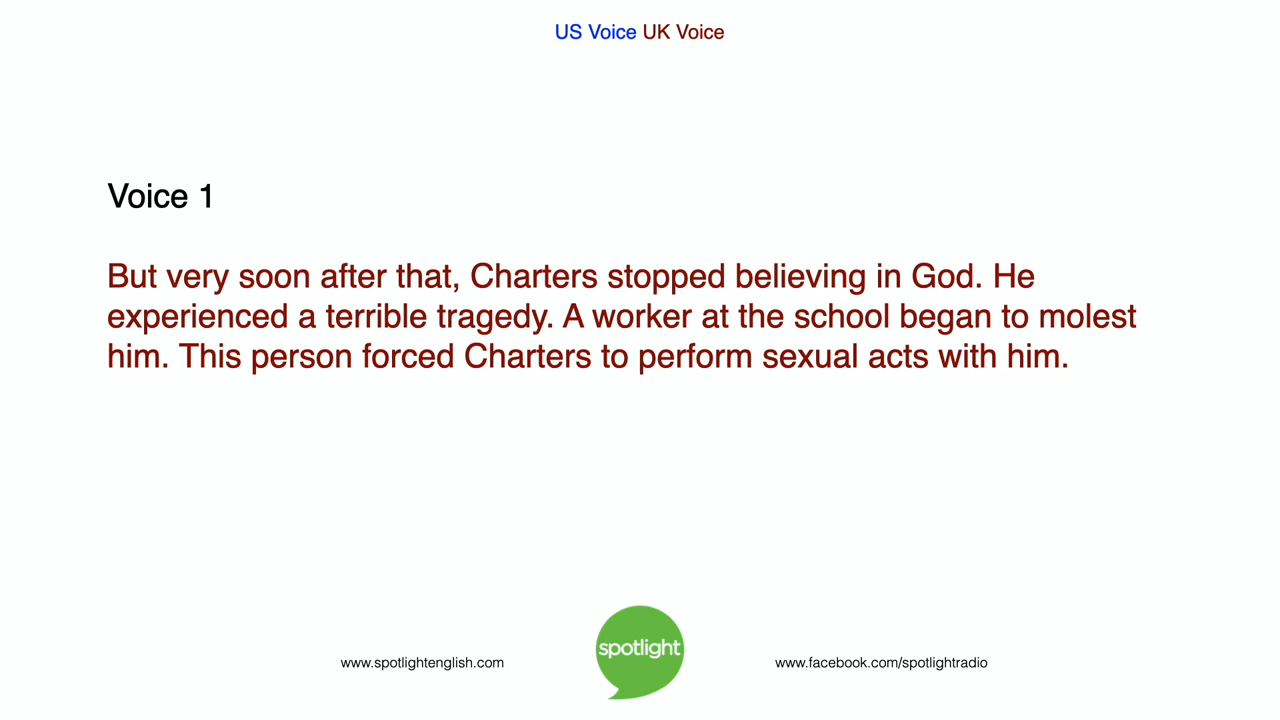 US Voice UK Voice
Voice 1
But very soon after that, Charters stopped believing in God. He
experienced a terrible tragedy. A worker at the school began to molest
him. This person forced Charters to perform sexual acts with him.
www.spotlightenglish.com
spotlight
www.facebook.com/spotlightradio